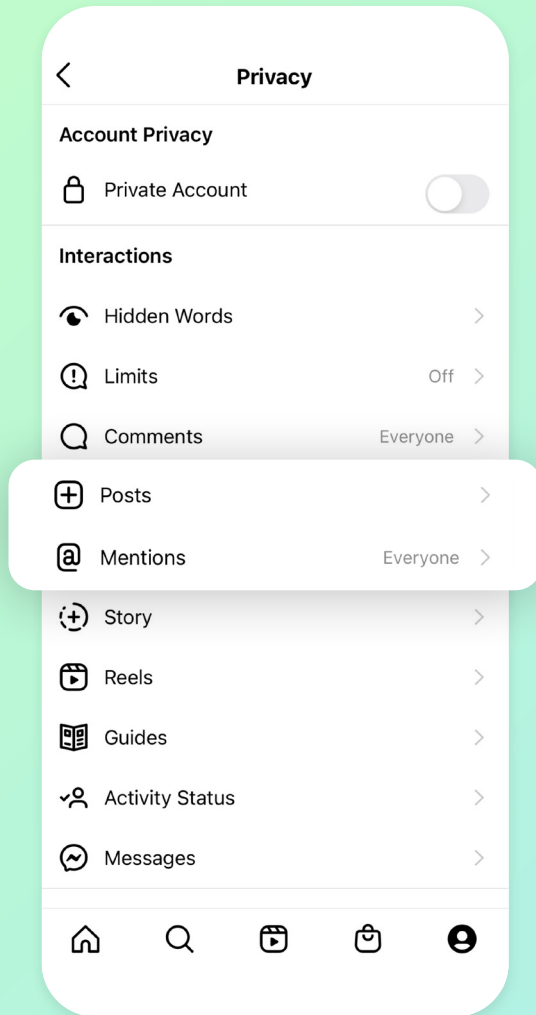 Privacy
Account Privacy
Private Account
Interactions
Hidden Words
Limits Off
Comments Everyone
Posts
Mentions Everyone
Story
Reels
Guides
Activity Status
Messages